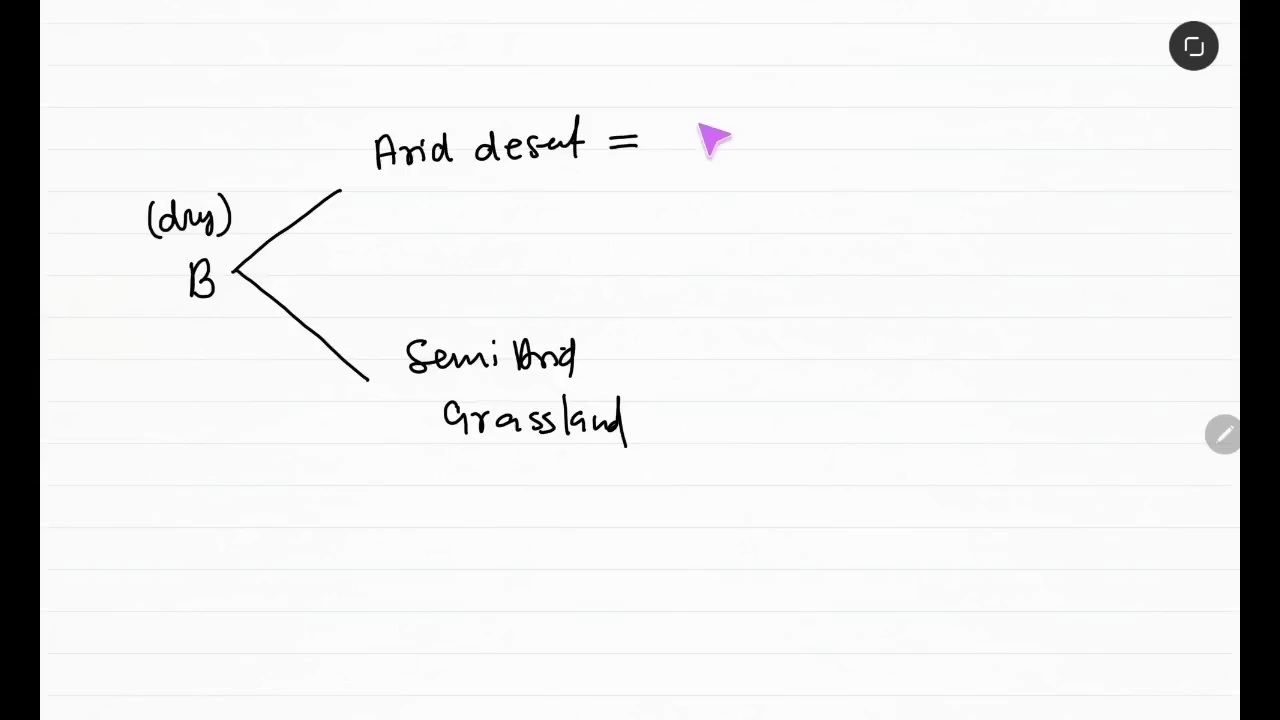 Arid desert =
(dry)
B
Semi Arid
Grassland